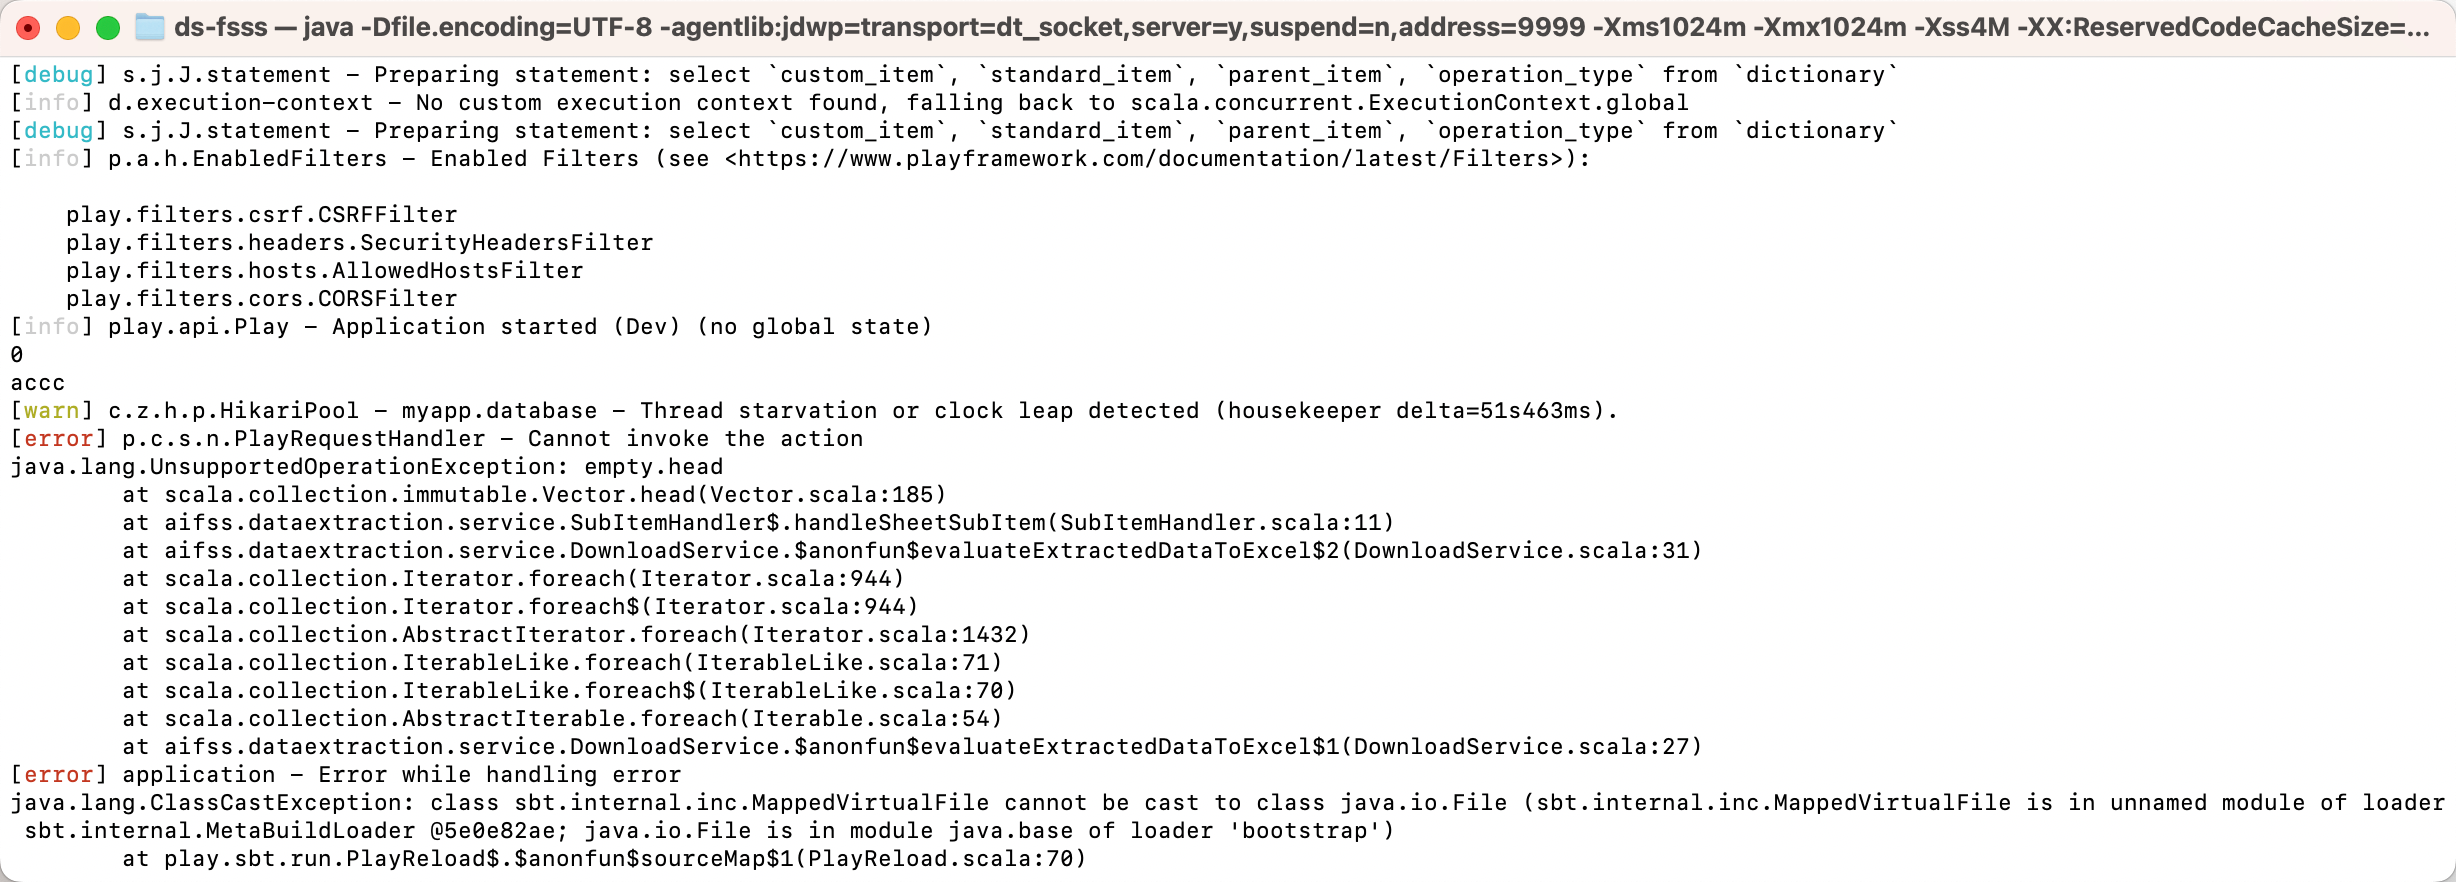 ds-fsss — java -Dfile.encoding=UTF-8 -agentlib:jdwp=transport=dt_socket,server=y,suspend=n,address=9999 -Xms1024m -Xmx1024m -Xss4M -XX:ReservedCodeCacheSize=...
[debug] s.j.J.statement - Preparing statement: select `custom_item`, `standard_item`, `parent_item`, `operation_type` from `dictionary`
[info] d.execution-context - No custom execution context found, falling back to scala.concurrent.ExecutionContext.global
[debug] s.j.J.statement - Preparing statement: select `custom_item`, `standard_item`, `parent_item`, `operation_type` from `dictionary`
[info] p.a.h.EnabledFilters - Enabled Filters (see <https://www.playframework.com/documentation/latest/Filters>):
play.filters.csrf.CSRFFilter
play.filters.headers.SecurityHeadersFilter
play.filters.hosts.AllowedHostsFilter
play.filters.cors.CORSFilter
[info] play.api.Play - Application started (Dev) (no global state)
0
accc
[warn] c.z.h.p.HikariPool - myapp.database - Thread starvation or clock leap detected (housekeeper delta=51s463ms).
[error] p.c.s.n.PlayRequestHandler - Cannot invoke the action
java.lang.UnsupportedOperationException: empty.head
at scala.collection.immutable.Vector.head(Vector.scala:185)
at aifss.dataextraction.service.SubItemHandler$.handleSheetSubItem(SubItemHandler.scala:11)
at aifss.dataextraction.service.DownloadService.$anonfun$evaluateExtractedDataToExcel$2(DownloadService.scala:31)
at scala.collection.Iterator.foreach(Iterator.scala:944)
at scala.collection.Iterator.foreach$(Iterator.scala:944)
at scala.collection.AbstractIterator.foreach(Iterator.scala:1432)
at scala.collection.IterableLike.foreach(IterableLike.scala:71)
at scala.collection.IterableLike.foreach$(IterableLike.scala:70)
at scala.collection.AbstractIterable.foreach(Iterable.scala:54)
at aifss.dataextraction.service.DownloadService.$anonfun$evaluateExtractedDataToExcel$1(DownloadService.scala:27)
[error] application - Error while handling error
java.lang.ClassCastException: class sbt.internal.inc.MappedVirtualFile cannot be cast to class java.io.File (sbt.internal.inc.MappedVirtualFile is in unnamed module of loader
sbt.internal.MetaBuildLoader @5e0e82ae; java.io.File is in module java.base of loader 'bootstrap')
at play.sbt.run.PlayReload$.$anonfun$sourceMap$1(PlayReload.scala:70)